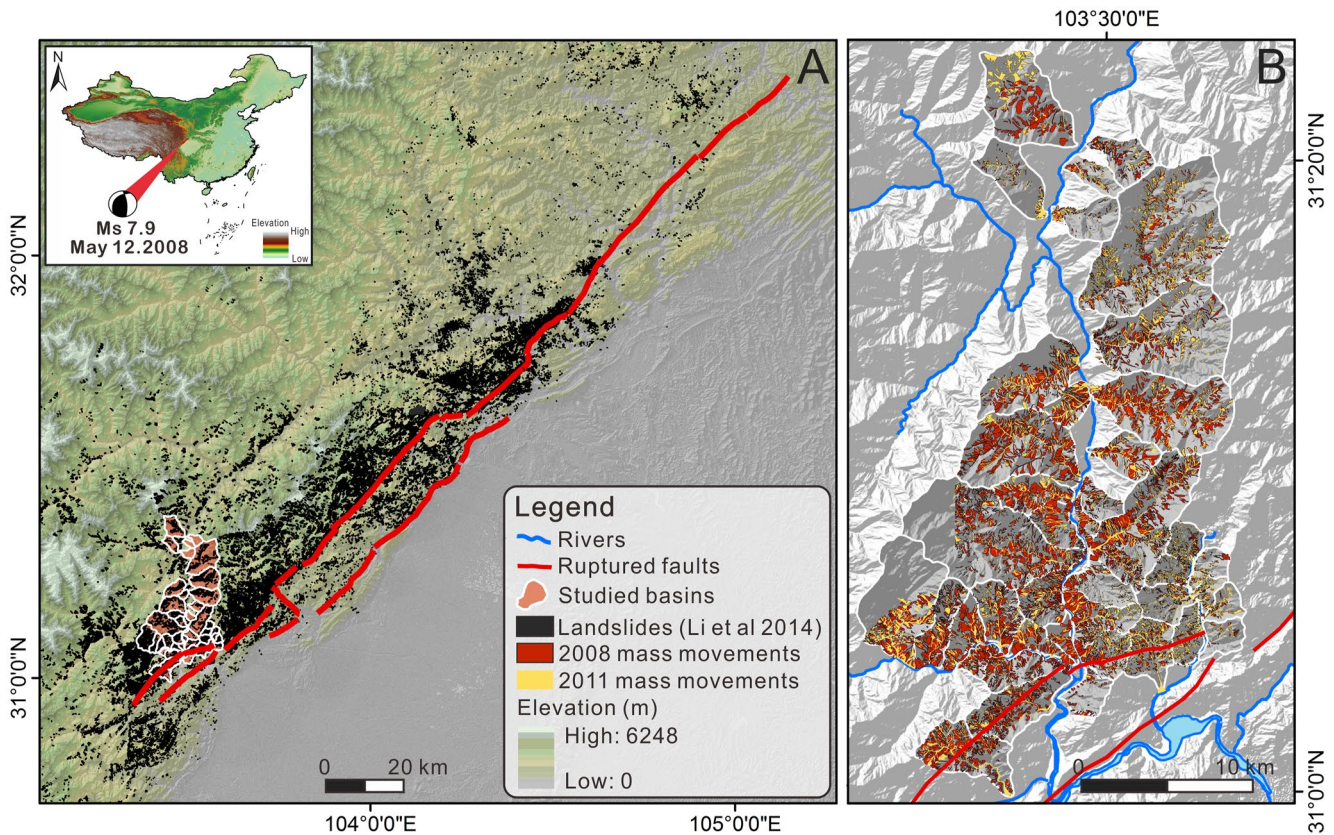 103°30'0"E
A
B
N
Ms 7.9
May 12.2008
Elevation
High
Low
32°0'0"N
31°0'0"N
31°20'0"N
31°0'0"N
Legend
Rivers
Ruptured faults
Studied basins
Landslides (Li et al 2014)
2008 mass movements
2011 mass movements
Elevation (m)
High: 6248
Low: 0
0 20 km
0 10 km
104°0'0"E
105°0'0"E